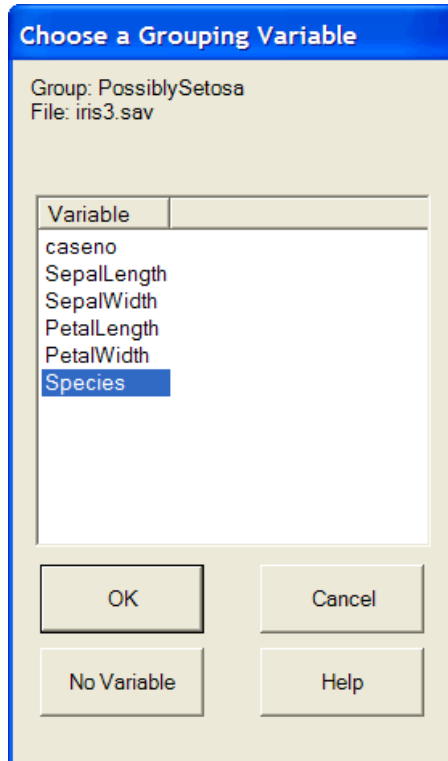 Choose a Grouping Variable
Group: PossiblySetosa
File: iris3.sav
Variable
caseno
SepalLength
SepalWidth
PetalLength
PetalWidth
Species
OK
Cancel
No Variable
Help